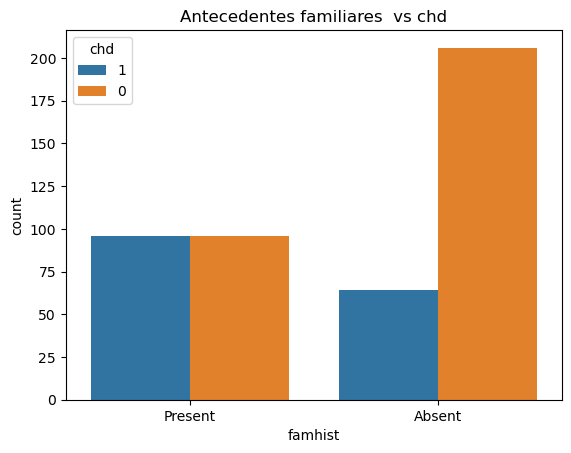 Antecedentes familiares  vs chd
chd
1
0
200
175
150
125
100
75
50
25
0
count
Present
Absent
famhist